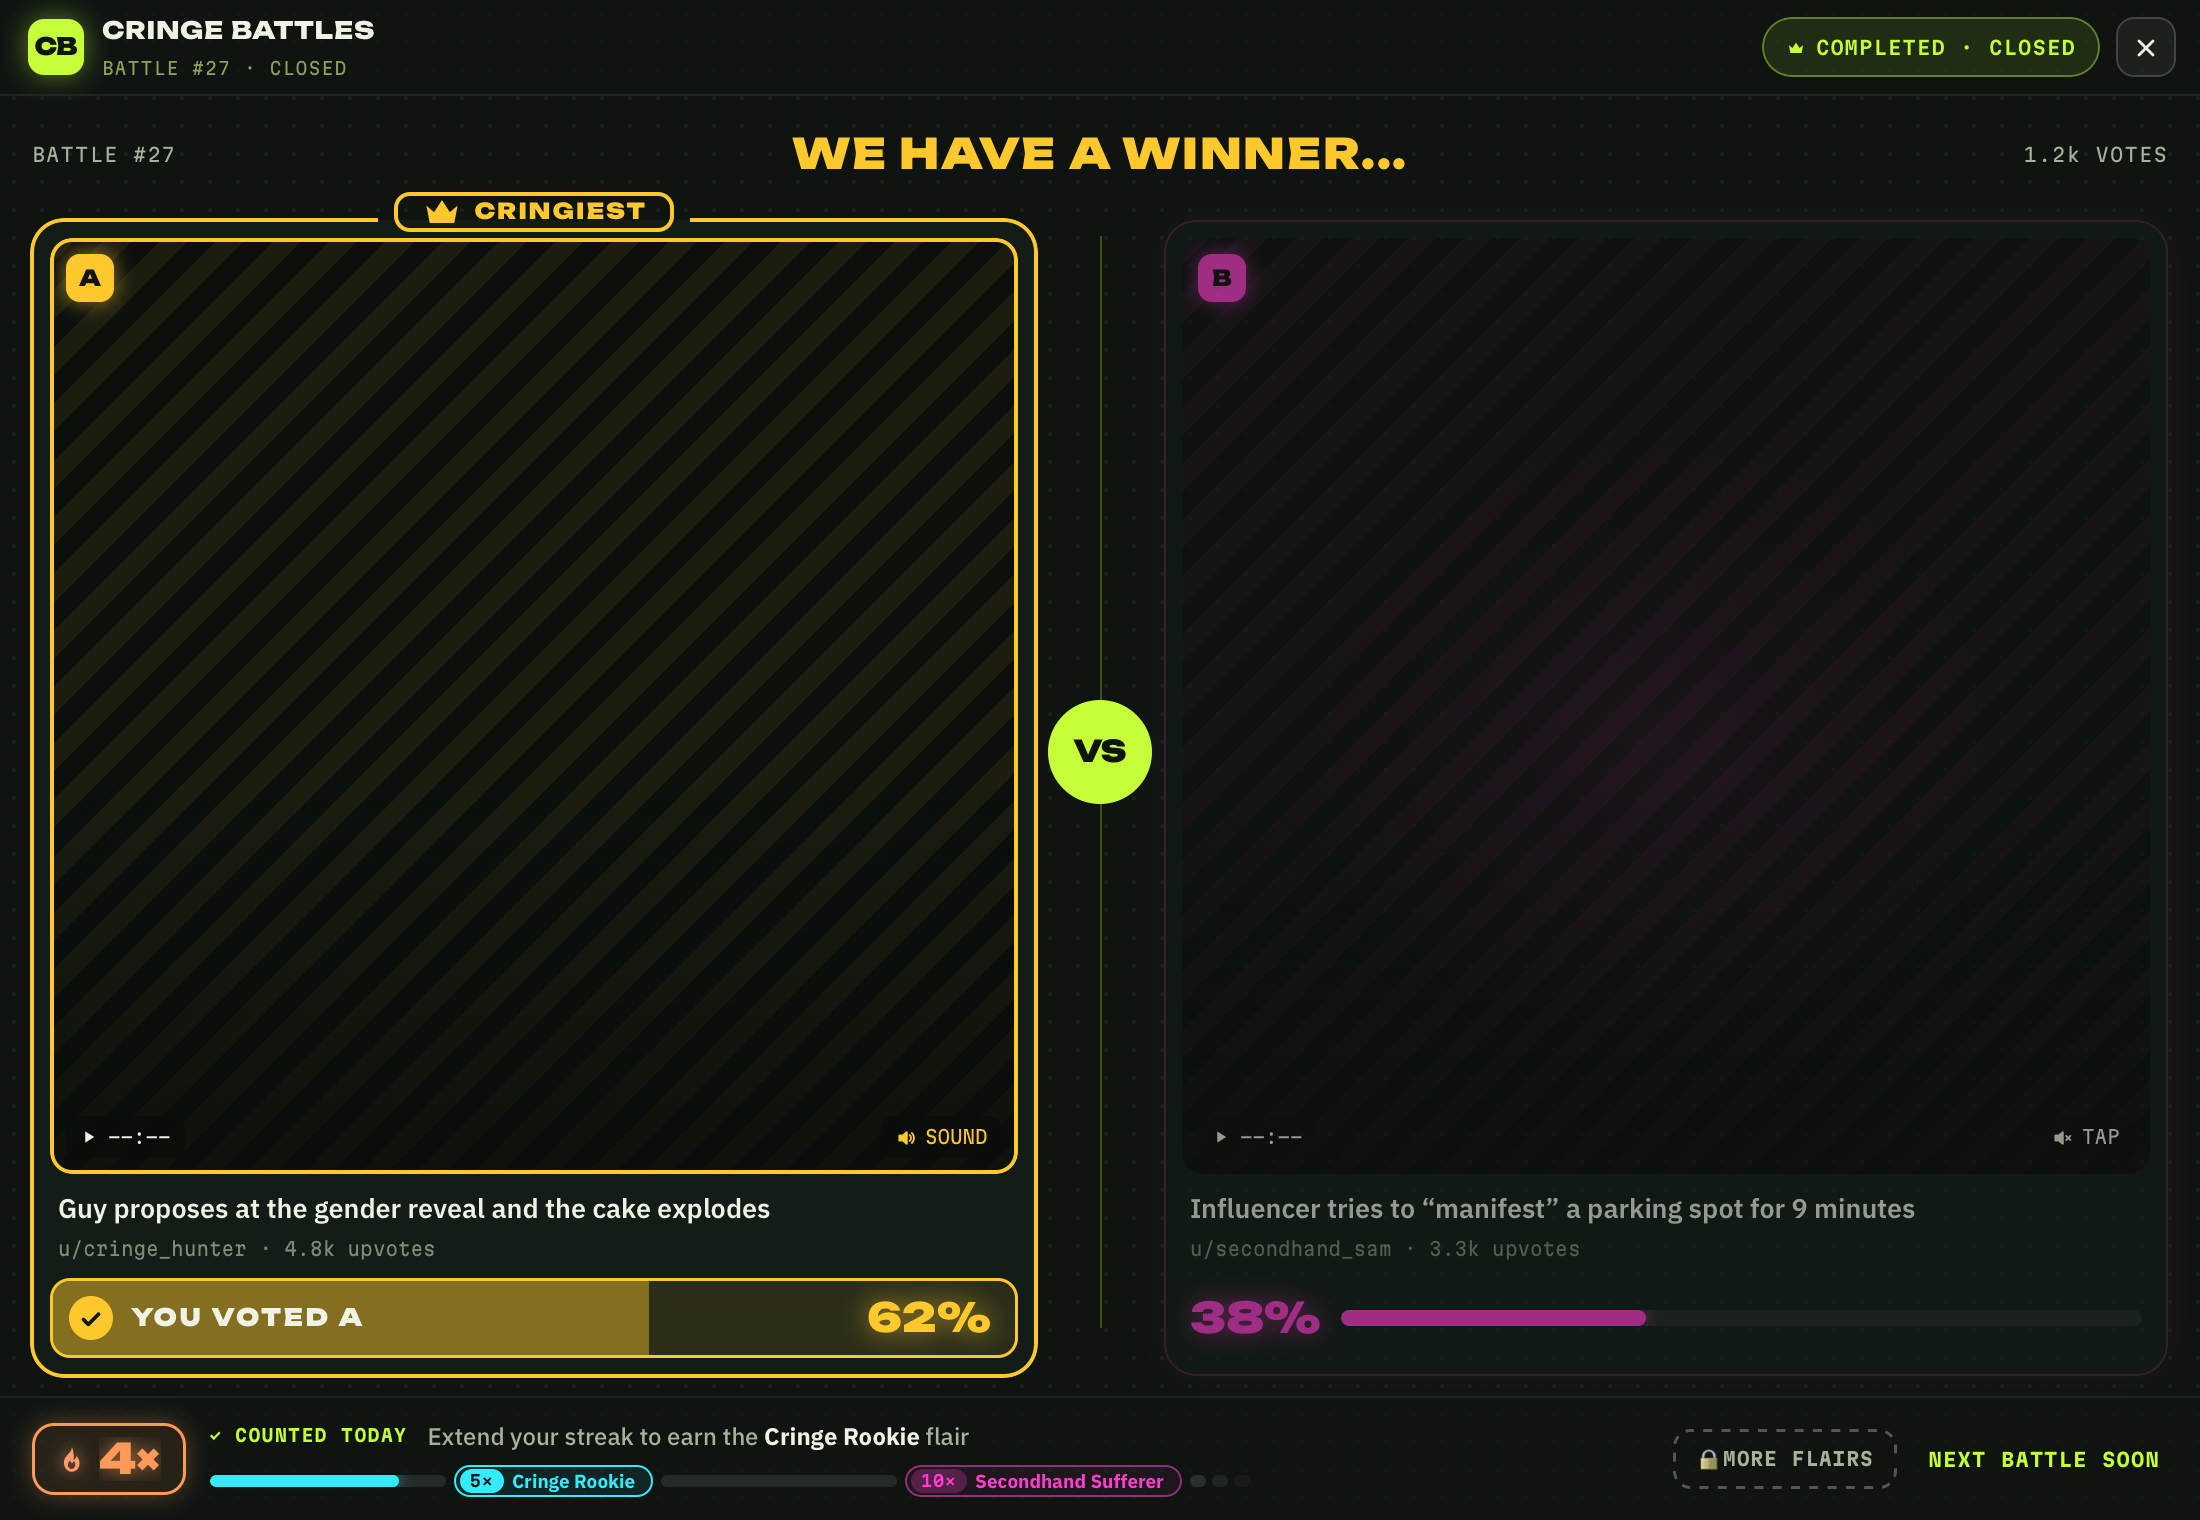 CB
CRINGE BATTLES
BATTLE #27 · CLOSED
COMPLETED · CLOSED
BATTLE #27
WE HAVE A WINNER...
1.2k VOTES
CRINGIEST
A
--:--
SOUND
Guy proposes at the gender reveal and the cake explodes
u/cringe_hunter · 4.8k upvotes
YOU VOTED A
62%
VS
B
--:--
TAP
Influencer tries to “manifest” a parking spot for 9 minutes
u/secondhand_sam · 3.3k upvotes
38%
4×
COUNTED TODAY Extend your streak to earn the Cringe Rookie flair
5× Cringe Rookie
10× Secondhand Sufferer
MORE FLAIRS
NEXT BATTLE SOON